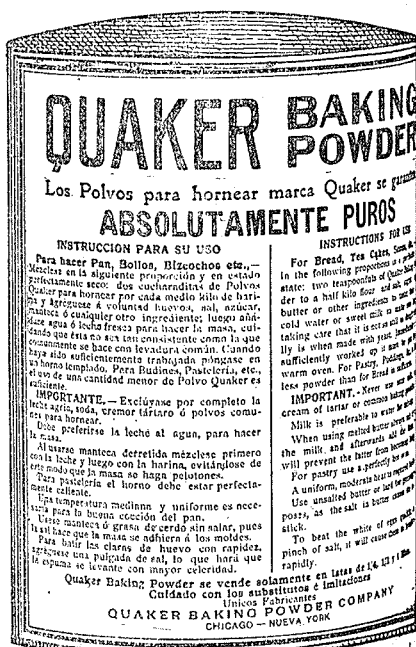 QUAKER BAKING
POWDER
Los Polvos para hornear marca Quaker se
ABSOLUTAMENTE PUROS
INSTRUCCION PARA SU USO
Para hacer Pan, Bollos, Bizcochos etc.,—
Mézclese en la siguiente proporción y en estado
perfectamente seco: dos cucharaditas de Polvos
Quaker para hornear por cada medio kilo de hari-
na y agréguese á voluntad huevos, sal, azúcar,
manteca ó cualquier otro ingrediente; luego añá-
dase agua ó leche fresca para hacer la masa, cui-
dando que ésta no sea tan consistente como la que
comunmente se hace con levadura común. Cuando
haya sido suficientemente trabajada póngase en
un horno templado. Para Budines, Pastelería, etc.,
el uso de una cantidad menor de Polvo Quaker es
suficiente.
IMPORTANTE.—Exclúyase por completo la
leche agria, soda, cremor tártaro ó polvos comu-
nes para hornear.
Debe preferirse la leche al agua, para hacer
la masa.
Al usarse manteca derretida mézclese primero
con la leche y luego con la harina, evitándose de
este modo que la masa se haga pelotones.
Para pastelería el horno debe estar perfecta-
mente caliente.
Una temperatura mediana y uniforme es nece-
saria para la buena cocción del pan.
Úsese manteca ó grasa de cerdo sin salar, pues
la sal hace que la masa se adhiera á los moldes.
Para batir las claras de huevo con rapidez,
agréguese una pulgada de sal, lo que hará que
la espuma se levante con mayor celeridad.
INSTRUCTIONS FOR USE
For Bread, Tea Cakes,
In the following proportions
state: two teaspoonfuls of Quaker
der to a half kilo flour and
butter or other ingredients
cold water or sweet milk
taking care that it is not
ly is when made with yeast.
sufficiently worked up
warm oven. For Pastry, Puddings,
less powder than for Bread
IMPORTANT.—Never use
cream of tartar or common baking
Milk is preferable to water
When using melted butter
the milk, and afterwards
will prevent the latter from
For pastry use a perfectly hot
A uniform, moderate heat is
Use unsalted butter or lard for
poses, as the salt in butter
stick.
To beat the white of eggs
pinch of salt, it will cause
rapidly.
Quaker Baking Powder se vende solamente en latas de
Cuidado con los substitutos é imitaciones
Unicos Fabricantes
QUAKER BAKING POWDER COMPANY
CHICAGO — NUEVA YORK